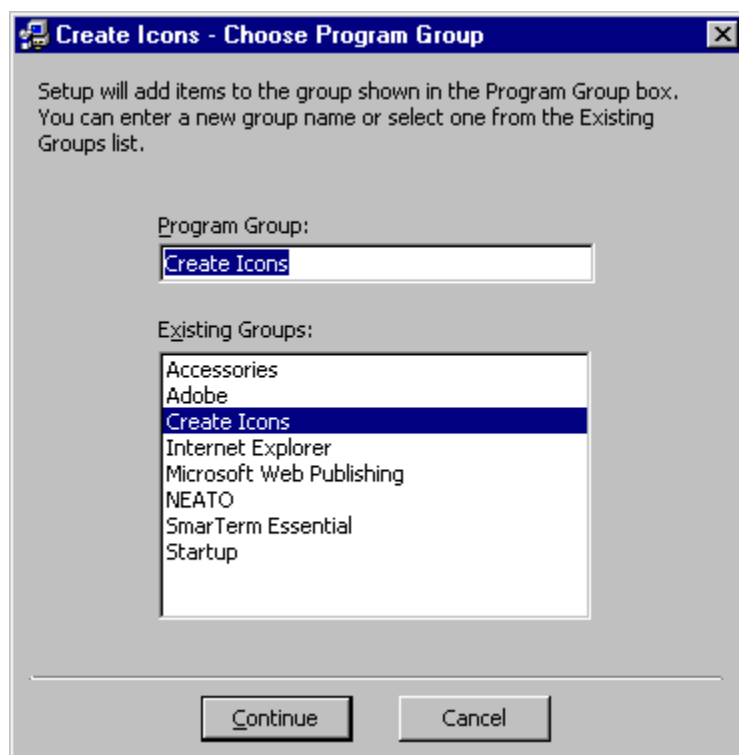 Create Icons - Choose Program Group
Setup will add items to the group shown in the Program Group box.
You can enter a new group name or select one from the Existing
Groups list.
Program Group:
Create Icons
Existing Groups:
Accessories
Adobe
Create Icons
Internet Explorer
Microsoft Web Publishing
NEATO
SmarTerm Essential
Startup
Continue
Cancel